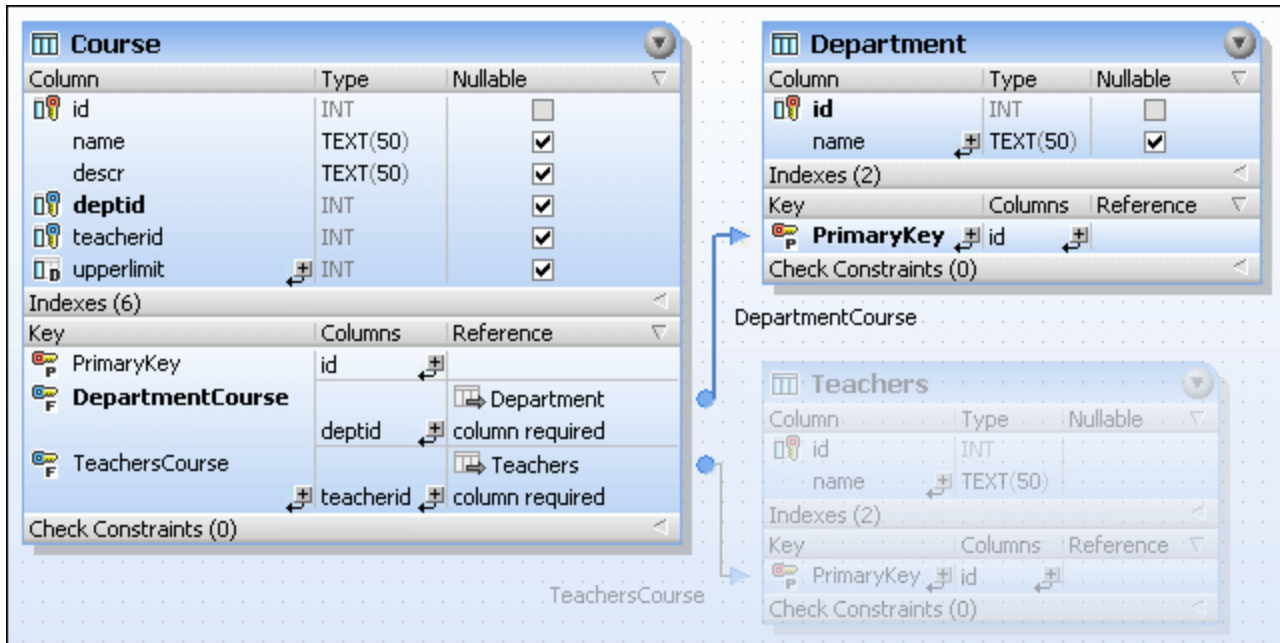 Course
Column Type Nullable
id INT
name TEXT(50)
descr TEXT(50)
deptid INT
teacherid INT
upperlimit INT
Indexes (6)
Key Columns Reference
PrimaryKey id
DepartmentCourse Department
deptid column required
TeachersCourse Teachers
teacherid column required
Check Constraints (0)
Department
Column Type Nullable
id INT
name TEXT(50)
Indexes (2)
Key Columns Reference
PrimaryKey id
Check Constraints (0)
DepartmentCourse
Teachers
Column Type Nullable
id INT
name TEXT(50)
Indexes (2)
Key Columns Reference
PrimaryKey id
Check Constraints (0)
TeachersCourse